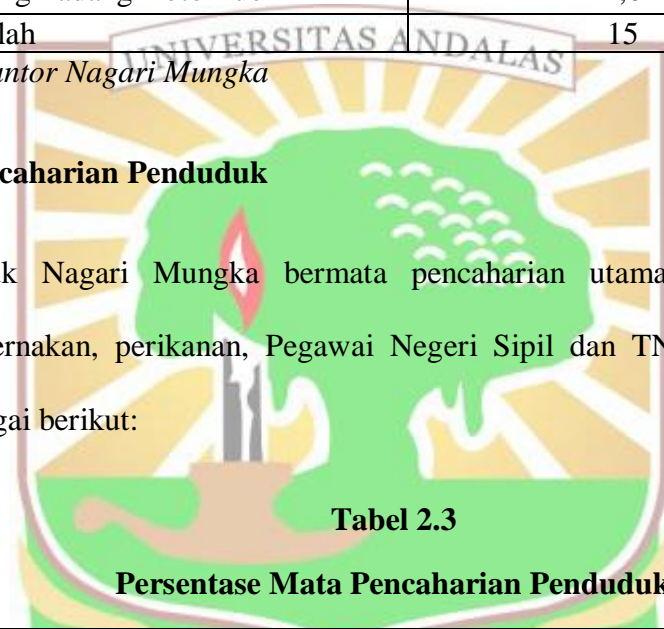 lah 15
UNIVERSITAS ANDALAS
ntor Nagari Mungka
caharian Penduduk
k Nagari Mungka bermata pencaharian utama
ernakan, perikanan, Pegawai Negeri Sipil dan TN
gai berikut:
Tabel 2.3
Persentase Mata Pencaharian Penduduk